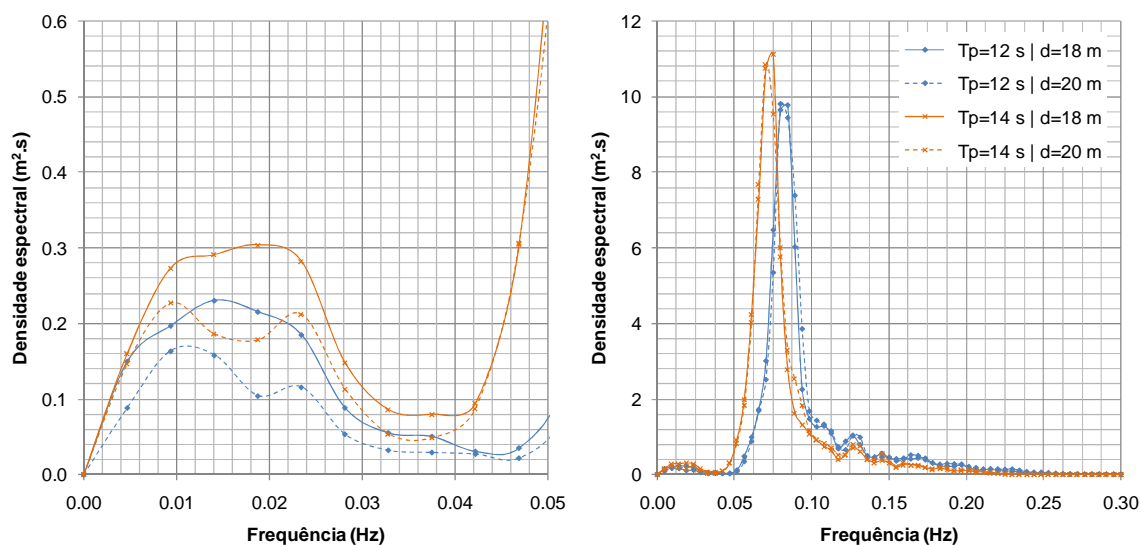 Densidade espectral (m².s)
0.6
0.5
0.4
0.3
0.2
0.1
0.0
0.00 0.01 0.02 0.03 0.04 0.05
Frequência (Hz)
Densidade espectral (m².s)
12
10
8
6
4
2
0
0.00 0.05 0.10 0.15 0.20 0.25 0.30
Frequência (Hz)
Tp=12 s | d=18 m
Tp=12 s | d=20 m
Tp=14 s | d=18 m
Tp=14 s | d=20 m